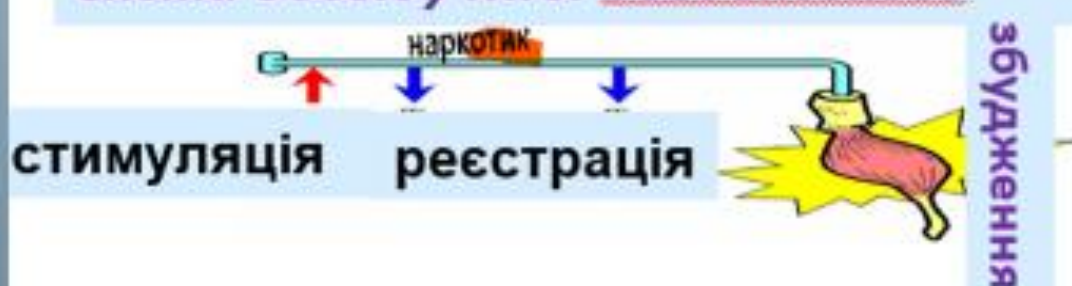 наркотик
стимуляція
реєстрація
збудження